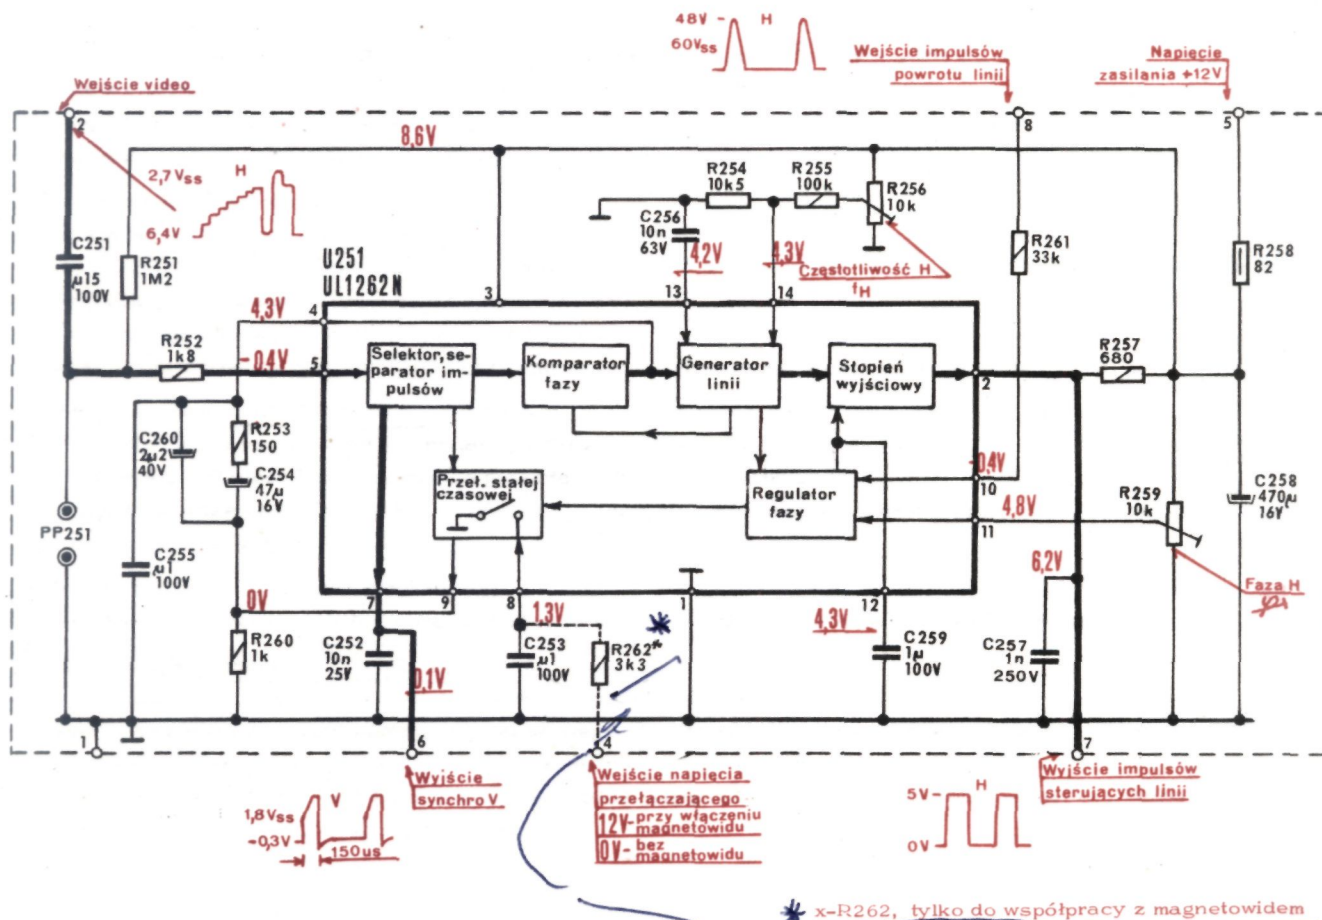 48V
H
60Vss
Wejście video
Wejście impulsów
powrotu linii
Napięcie
zasilania +12V
2
8
5
8,6V
2,7Vss
H
6,4V
C251
µ15
100V
R251
1M2
R254
10k5
R255
100k
R256
10k
C256
10n
63V
4,2V
4,3V
Częstotliwość H
fH
R261
33k
R258
82
U251
UL1262N
3
13
14
4,3V
4
R252
1k8
-0,4V
5
Selektor, se-
parator im-
pulsów
Komparator
fazy
Generator
linii
Stopień
wyjściowy
2
R257
680
C260
2µ2
40V
R253
150
C254
47µ
16V
Przeł. stałej
czasowej
Regulator
fazy
-0,4V
10
4,8V
11
R259
10k
C258
470µ
16V
PP251
C255
µ1
100V
0V
7
9
8
1
12
6,2V
Faza H
R260
1k
C252
10n
25V
0,1V
1,3V
C253
µ1
100V
R262*
3k3
4,3V
C259
1µ
100V
C257
1n
250V
1
6
4
7
Wyjście
synchro V
Wejście napięcia
przełączającego
12V- przy włączeniu
magnetowidu
0V- bez
magnetowidu
Wyjście impulsów
sterujących linii
1,8Vss
V
-0,3V
150us
5V
H
0V
x-R262, tylko do współpracy z magnetowidem